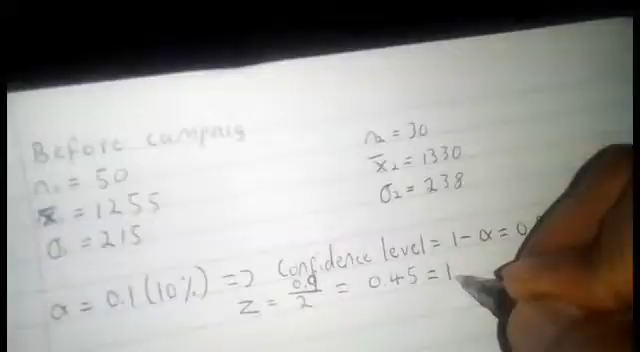 Before campaig
n₁ = 50
x̄ = 1255
σ = 215
n₂ = 30
x̄₂ = 1330
σ₂ = 238
α = 0.1 (10%) => Confidence level = 1 - α = 0.
z = 0.9/2 = 0.45 = 1